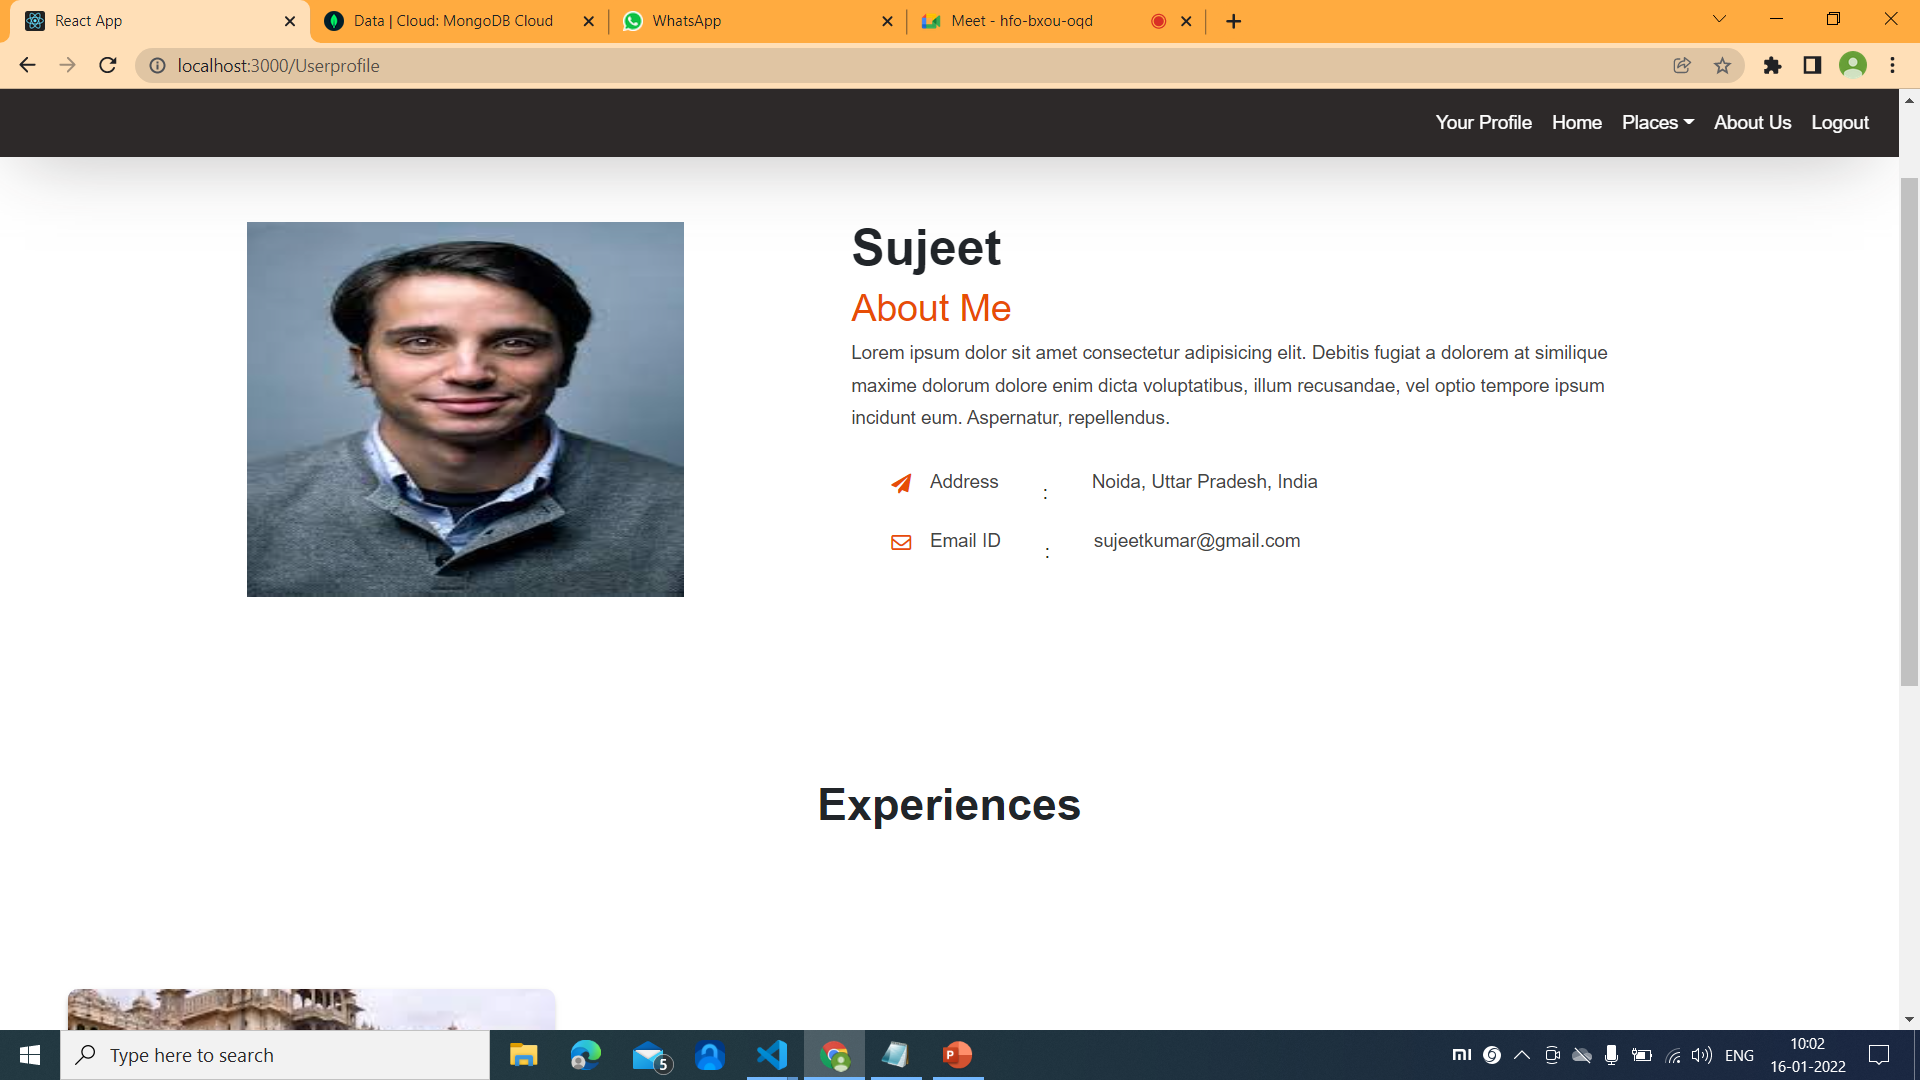 React App
Data | Cloud: MongoDB Cloud
WhatsApp
Meet - hfo-bxou-oqd
localhost:3000/Userprofile
Your Profile Home Places About Us Logout
Sujeet
About Me
Lorem ipsum dolor sit amet consectetur adipisicing elit. Debitis fugiat a dolorem at similique
maxime dolorum dolore enim dicta voluptatibus, illum recusandae, vel optio tempore ipsum
incidunt eum. Aspernatur, repellendus.
Address : Noida, Uttar Pradesh, India
Email ID : sujeetkumar@gmail.com
Experiences
Type here to search
5
P
mi
ENG
10:02
16-01-2022